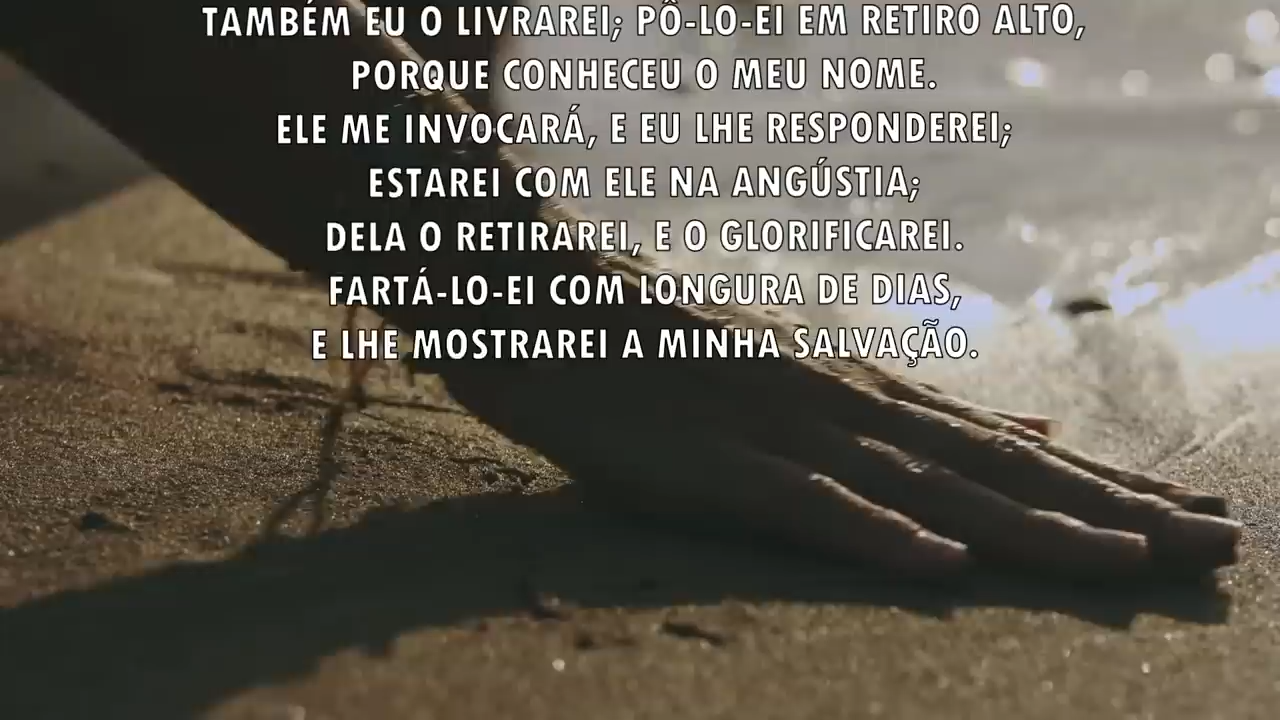 TAMBÉM EU O LIVRAREI; PÔ-LO-EI EM RETIRO ALTO,
PORQUE CONHECEU O MEU NOME.
ELE ME INVOCARÁ, E EU LHE RESPONDEREI;
ESTAREI COM ELE NA ANGÚSTIA;
DELA O RETIRAREI, E O GLORIFICAREI.
FARTÁ-LO-EI COM LONGURA DE DIAS,
E LHE MOSTRAREI A MINHA SALVAÇÃO.